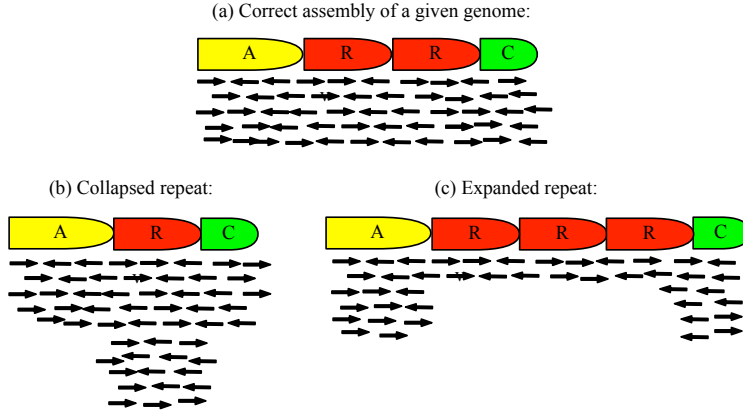 (a) Correct assembly of a given genome:
A R R C
(b) Collapsed repeat:
(c) Expanded repeat:
A R C
A R R R C